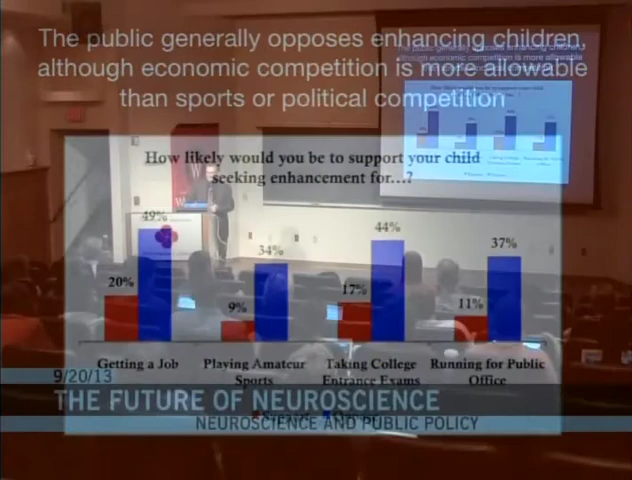 The public generally opposes enhancing children,
although economic competition is more allowable
than sports or political competition
How likely would you be to support your child
seeking enhancement for...?
49%
44%
34%
37%
20%
9%
17%
11%
Getting a Job
Playing Amateur
Sports
Taking College
Entrance Exams
Running for Public
Office
9/20/13
THE FUTURE OF NEUROSCIENCE
NEUROSCIENCE AND PUBLIC POLICY
W